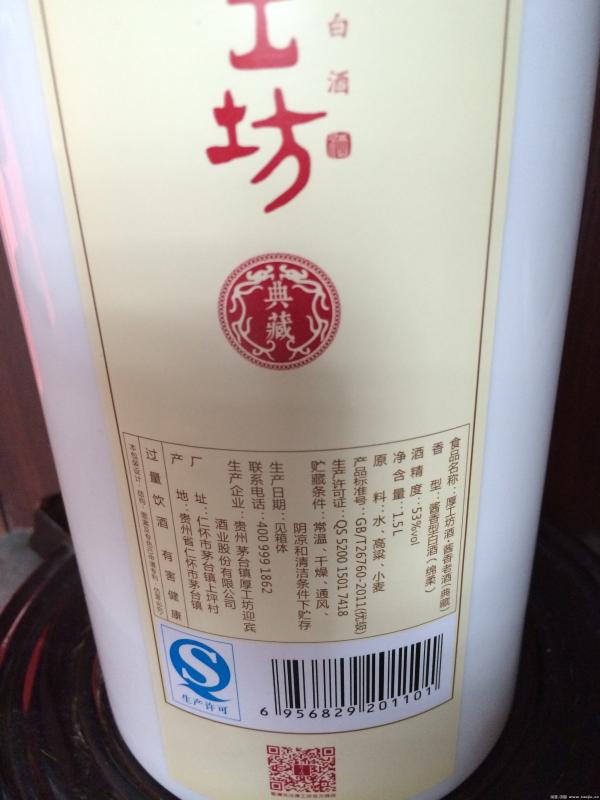 工坊
白酒
典藏
食品名称：厚工坊酒·酱香老酒(典藏)
香 型：酱香型白酒（绵柔）
酒精度：53%vol
净含量：1.5L
原 料：水、高粱、小麦
产品标准号：GB/T26760-2011(优级)
生产许可证：QS 5200 1501 7418
贮藏条件：常温、干燥、通风、
阴凉和清洁条件下贮存
生产日期：见箱体
联系电话：400 999 1862
生产企业：贵州 茅台镇厚工坊迎宾
酒业股份有限公司
厂 址：仁怀市茅台镇上坪村
产 地：贵州省仁怀市茅台镇
过量饮酒 有害健康
生产许可
6 956829 201101